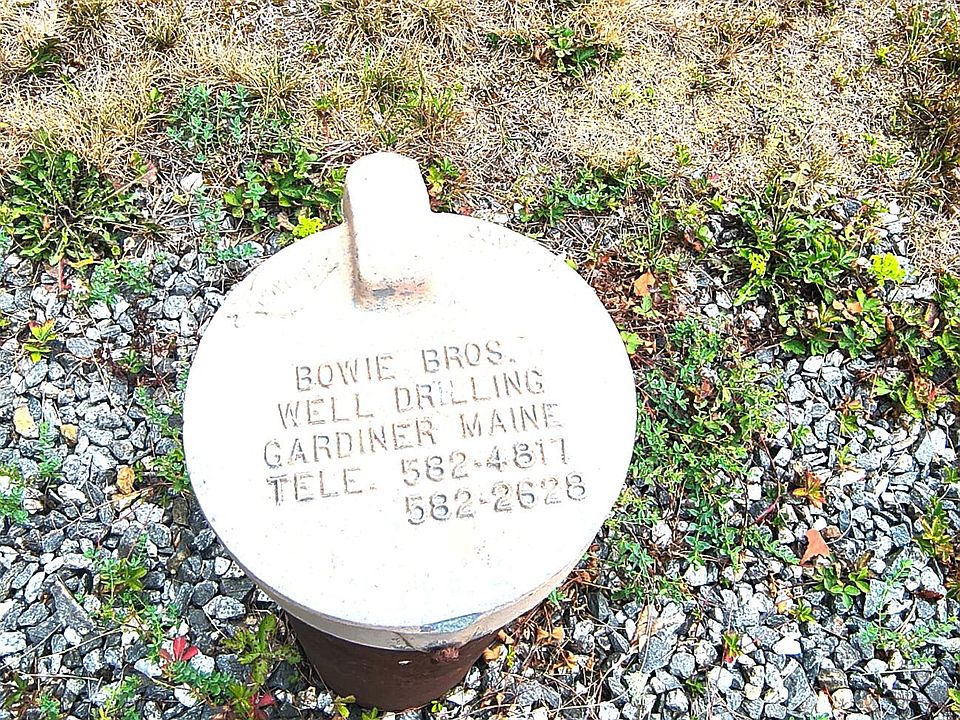 BOWIE BROS.
WELL DRILLING
GARDINER MAINE
TELE. 582-4817
582-2628